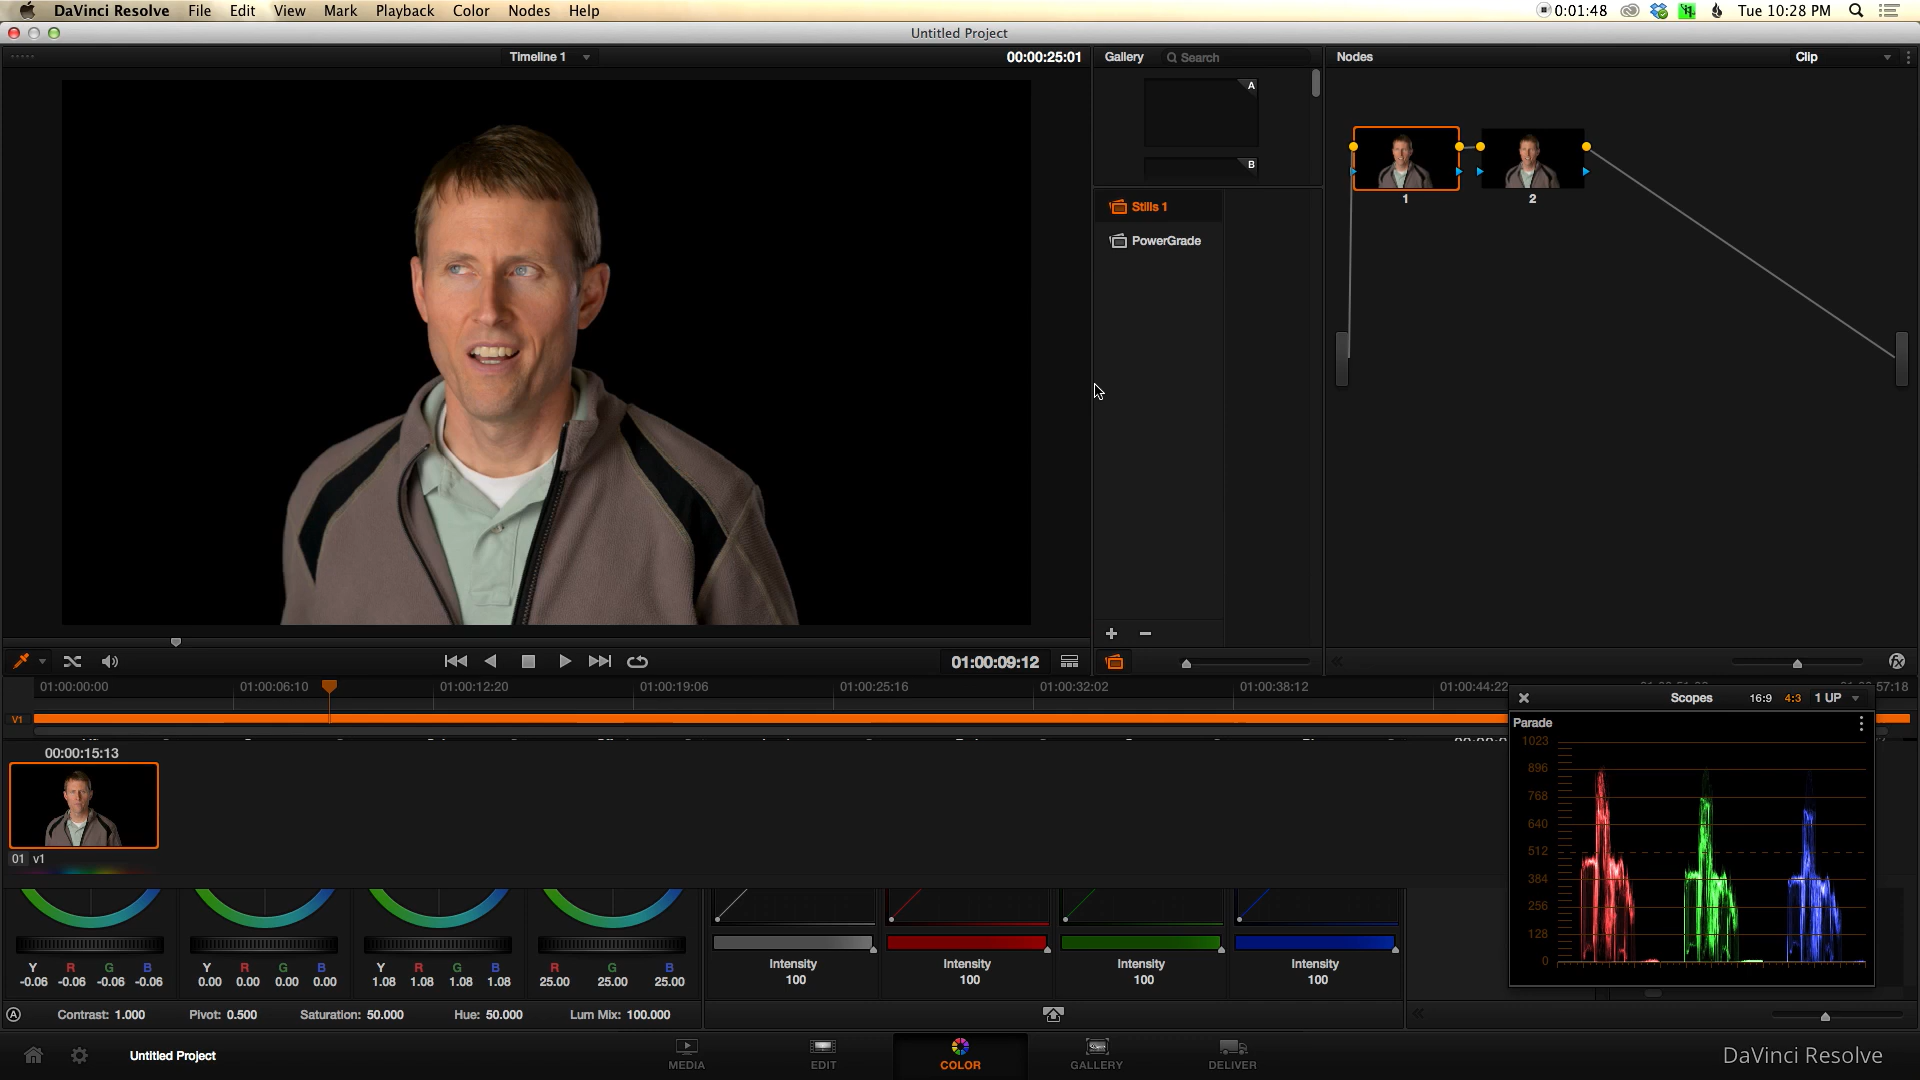 DaVinci Resolve File Edit View Mark Playback Color Nodes Help 0:01:48 Tue 10:28 PM
Untitled Project
Timeline 1 00:00:25:01 Gallery Search Nodes Clip
A
B
1 2
Stills 1
PowerGrade
01:00:09:12
01:00:00:00 01:00:06:10 01:00:12:20 01:00:19:06 01:00:25:16 01:00:32:02 01:00:38:12 01:00:44:22 57:18
Scopes 16:9 4:3 1 UP
V1
Parade
1023
896
768
640
512
384
256
128
0
00:00:15:13
01 v1
Y R G B Y R G B Y R G B R G B
-0.06 -0.06 -0.06 -0.06 0.00 0.00 0.00 0.00 1.08 1.08 1.08 1.08 25.00 25.00 25.00
Intensity Intensity Intensity Intensity
100 100 100 100
A Contrast: 1.000 Pivot: 0.500 Saturation: 50.000 Hue: 50.000 Lum Mix: 100.000
Untitled Project
MEDIA EDIT COLOR GALLERY DELIVER
DaVinci Resolve